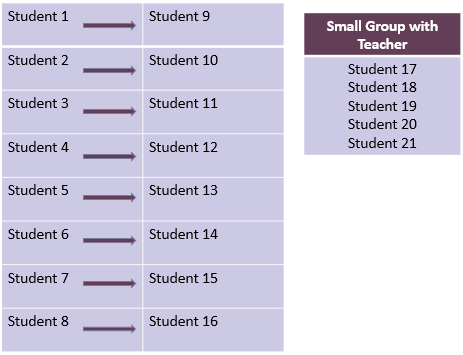 Student 1 Student 9
Student 2 Student 10
Student 3 Student 11
Student 4 Student 12
Student 5 Student 13
Student 6 Student 14
Student 7 Student 15
Student 8 Student 16
Small Group with
Teacher
Student 17
Student 18
Student 19
Student 20
Student 21